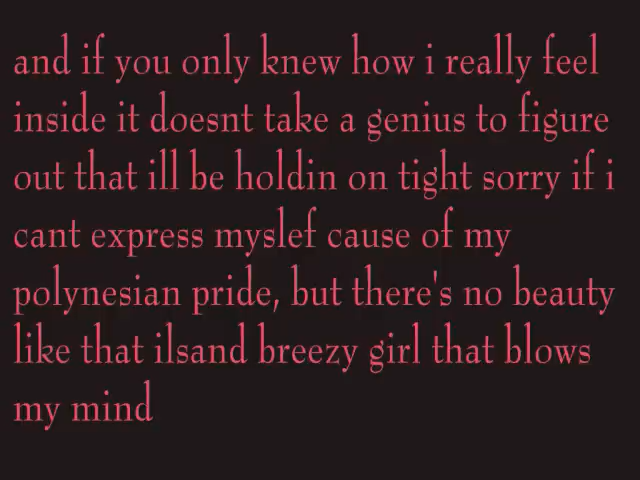 and if you only knew how i really feel
inside it doesnt take a genius to figure
out that ill be holdin on tight sorry if i
cant express myslef cause of my
polynesian pride, but there's no beauty
like that ilsand breezy girl that blows
my mind